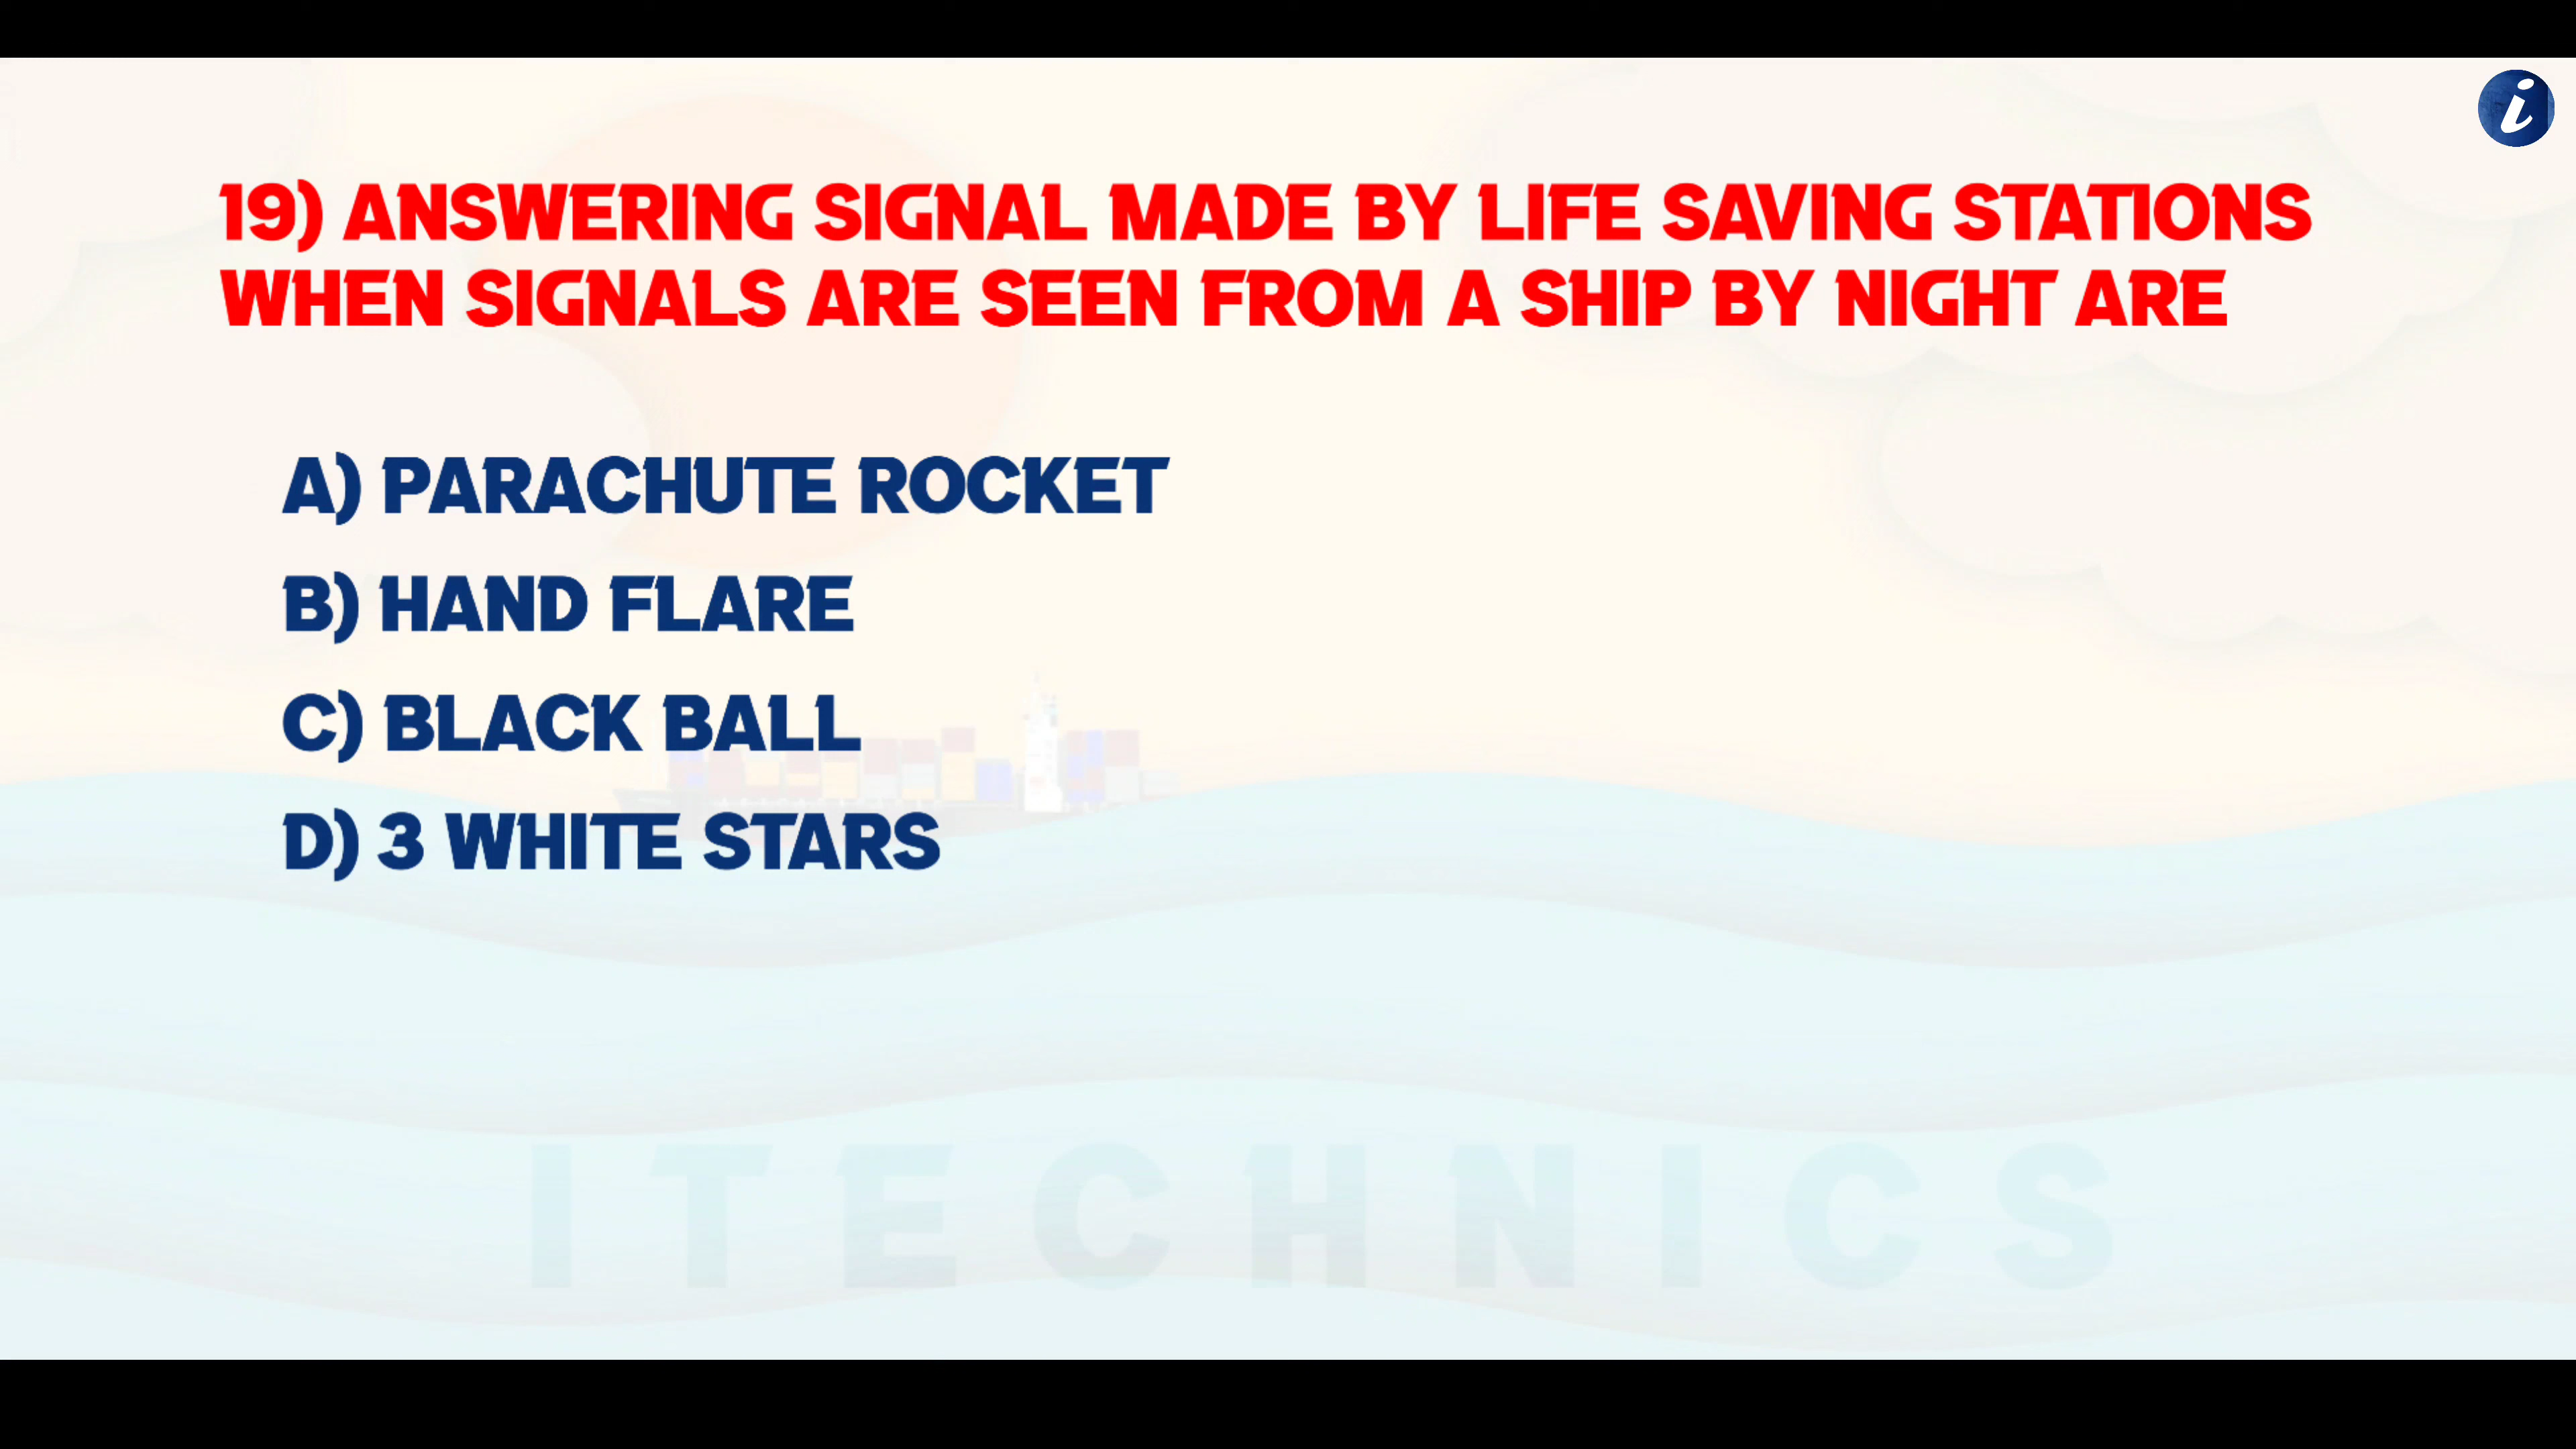 i
19) ANSWERING SIGNAL MADE BY LIFE SAVING STATIONS
WHEN SIGNALS ARE SEEN FROM A SHIP BY NIGHT ARE
A) PARACHUTE ROCKET
B) HAND FLARE
C) BLACK BALL
D) 3 WHITE STARS
ITECHNICS